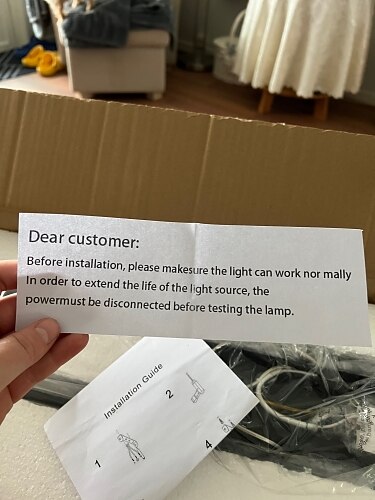 Dear customer:
Before installation, please makesure the light can work nor mally
In order to extend the life of the light source, the
powermust be disconnected before testing the lamp.
Installation Guide
1
2
4